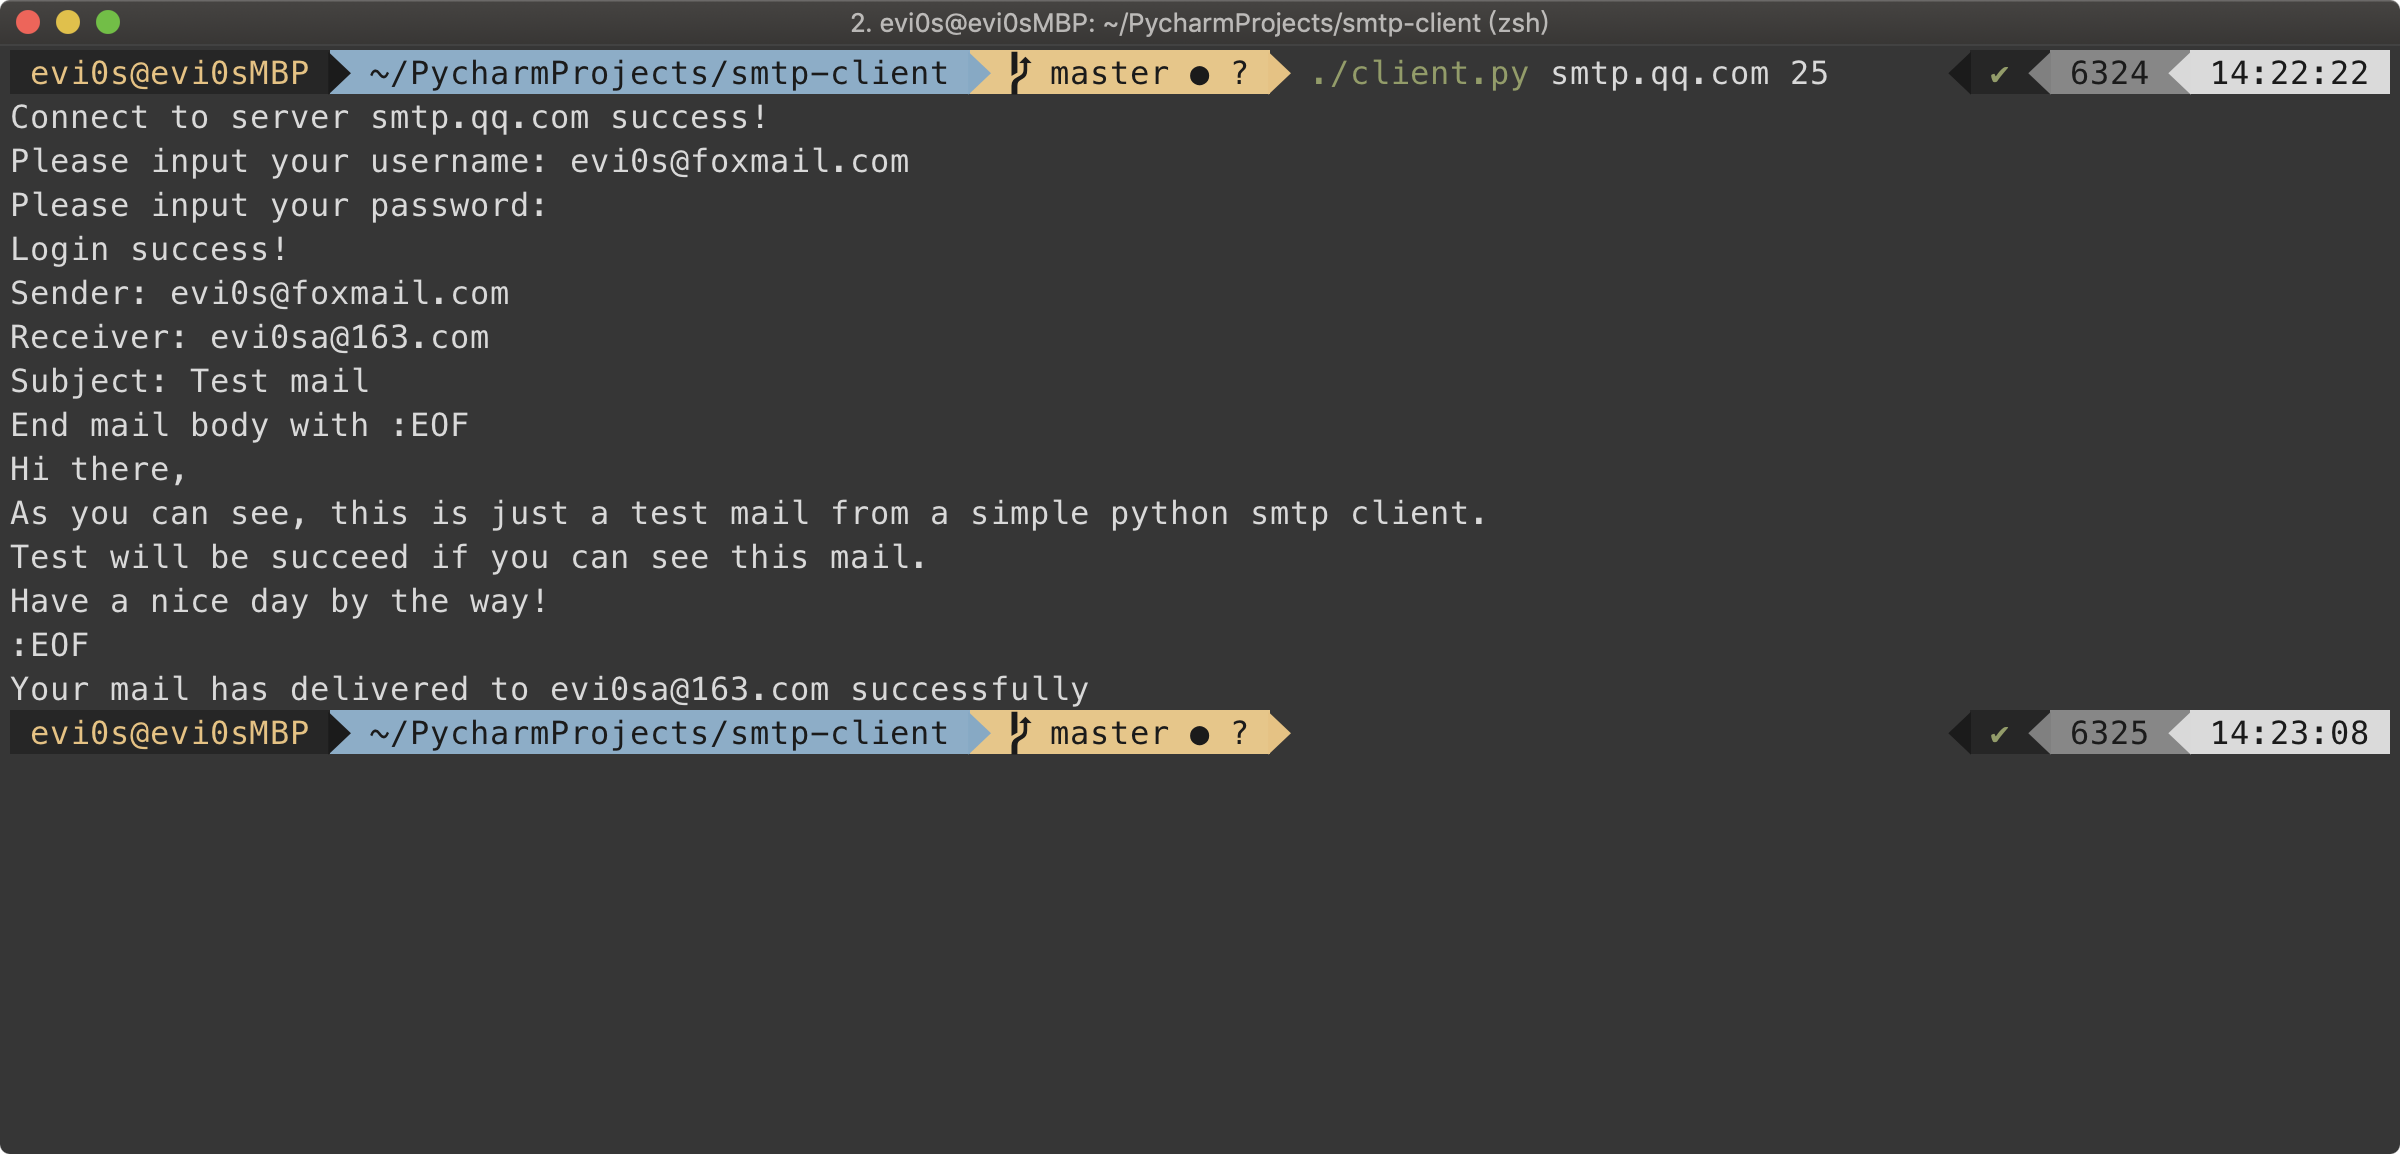 2. evi0s@evi0sMBP: ~/PycharmProjects/smtp-client (zsh)
evi0s@evi0sMBP ~/PycharmProjects/smtp-client master ● ? ./client.py smtp.qq.com 25 ✔ 6324 14:22:22
Connect to server smtp.qq.com success!
Please input your username: evi0s@foxmail.com
Please input your password:
Login success!
Sender: evi0s@foxmail.com
Receiver: evi0sa@163.com
Subject: Test mail
End mail body with :EOF
Hi there,
As you can see, this is just a test mail from a simple python smtp client.
Test will be succeed if you can see this mail.
Have a nice day by the way!
:EOF
Your mail has delivered to evi0sa@163.com successfully
evi0s@evi0sMBP ~/PycharmProjects/smtp-client master ● ? ✔ 6325 14:23:08